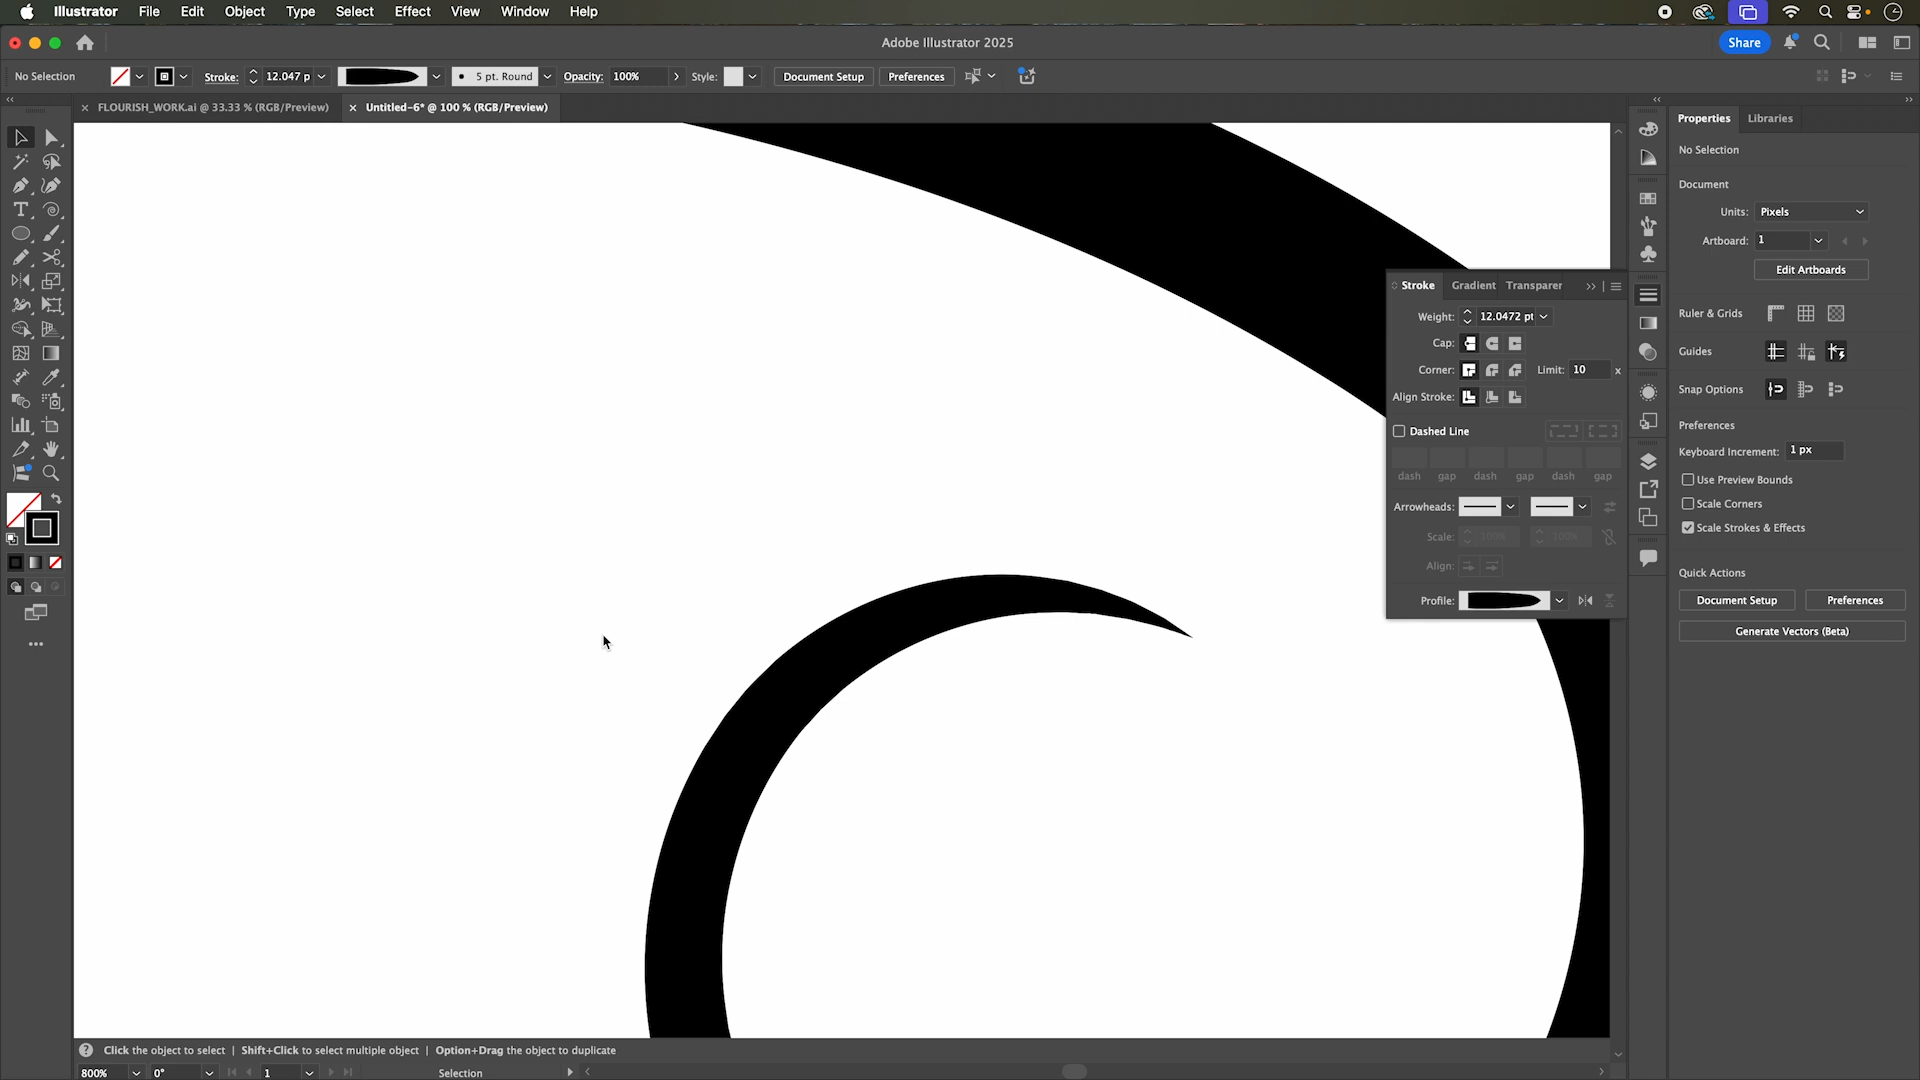 Illustrator File Edit Object Type Select Effect View Window Help
Adobe Illustrator 2025
Share
No Selection
Stroke:
12.047 p
5 pt. Round
Opacity:
100%
Style:
Document Setup
Preferences
FLOURISH_WORK.ai @ 33.33 % (RGB/Preview)
Untitled-6* @ 100 % (RGB/Preview)
Stroke
Gradient
Transparer
Weight:
12.0472 pt
Cap:
Corner:
Limit:
10
x
Align Stroke:
Dashed Line
dash gap dash gap dash gap
Arrowheads:
Scale:
100%
100%
Align:
Profile:
Properties
Libraries
No Selection
Document
Units:
Pixels
Artboard:
1
Edit Artboards
Ruler & Grids
Guides
Snap Options
Preferences
Keyboard Increment:
1 px
Use Preview Bounds
Scale Corners
Scale Strokes & Effects
Quick Actions
Document Setup
Preferences
Generate Vectors (Beta)
Click the object to select | Shift+Click to select multiple object | Option+Drag the object to duplicate
800%
0°
1
Selection